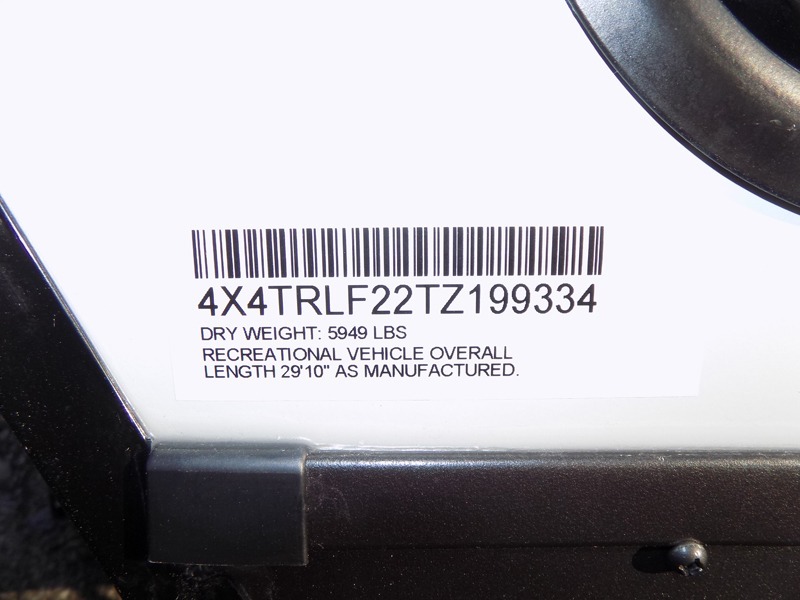 4X4TRLF22TZ199334
DRY WEIGHT: 5949 LBS
RECREATIONAL VEHICLE OVERALL
LENGTH 29'10" AS MANUFACTURED.